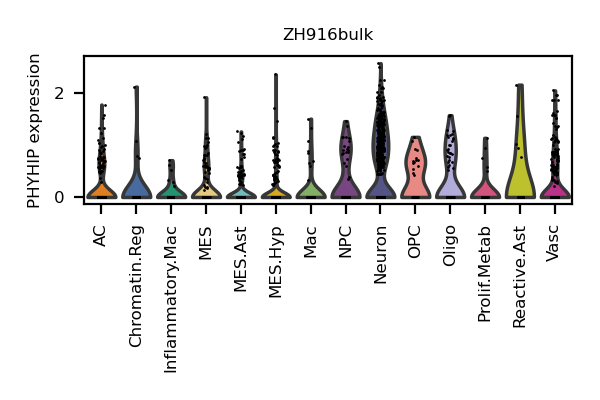 ZH916bulk
PHYHIP expression
2
0
AC
Chromatin.Reg
Inflammatory.Mac
MES
MES.Ast
MES.Hyp
Mac
NPC
Neuron
OPC
Oligo
Prolif.Metab
Reactive.Ast
Vasc